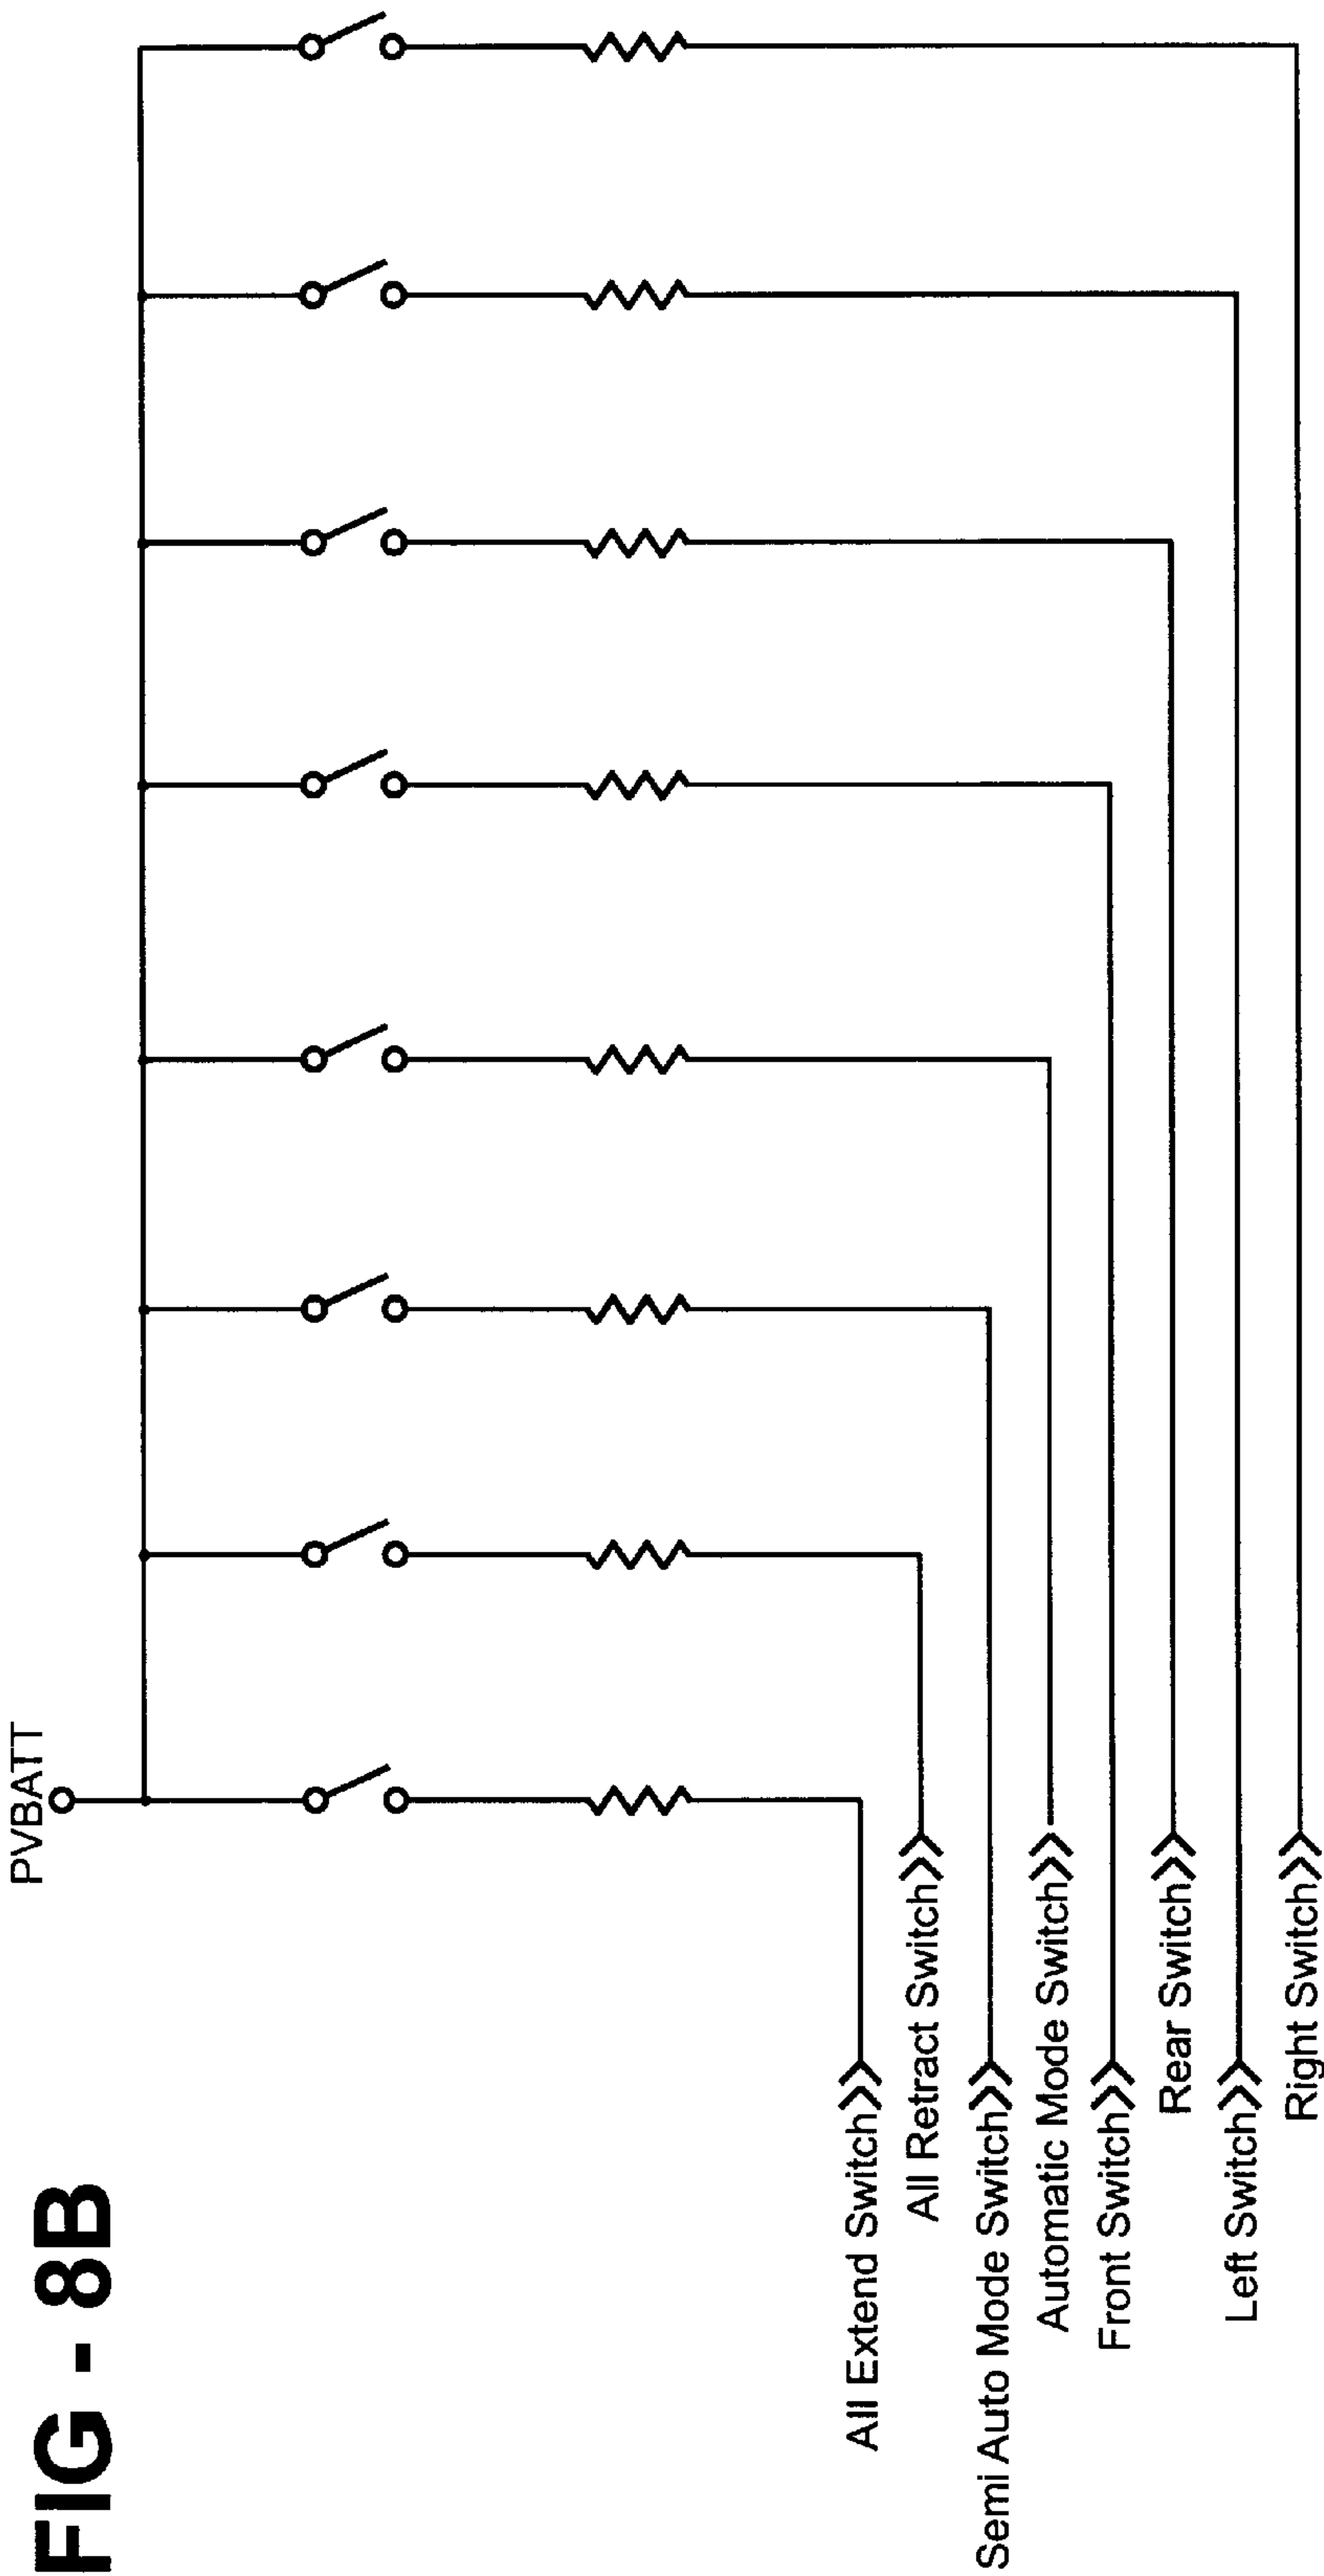 FIG - 8B
PVBATT
All Extend Switch
All Retract Switch
Semi Auto Mode Switch
Automatic Mode Switch
Front Switch
Rear Switch
Left Switch
Right Switch